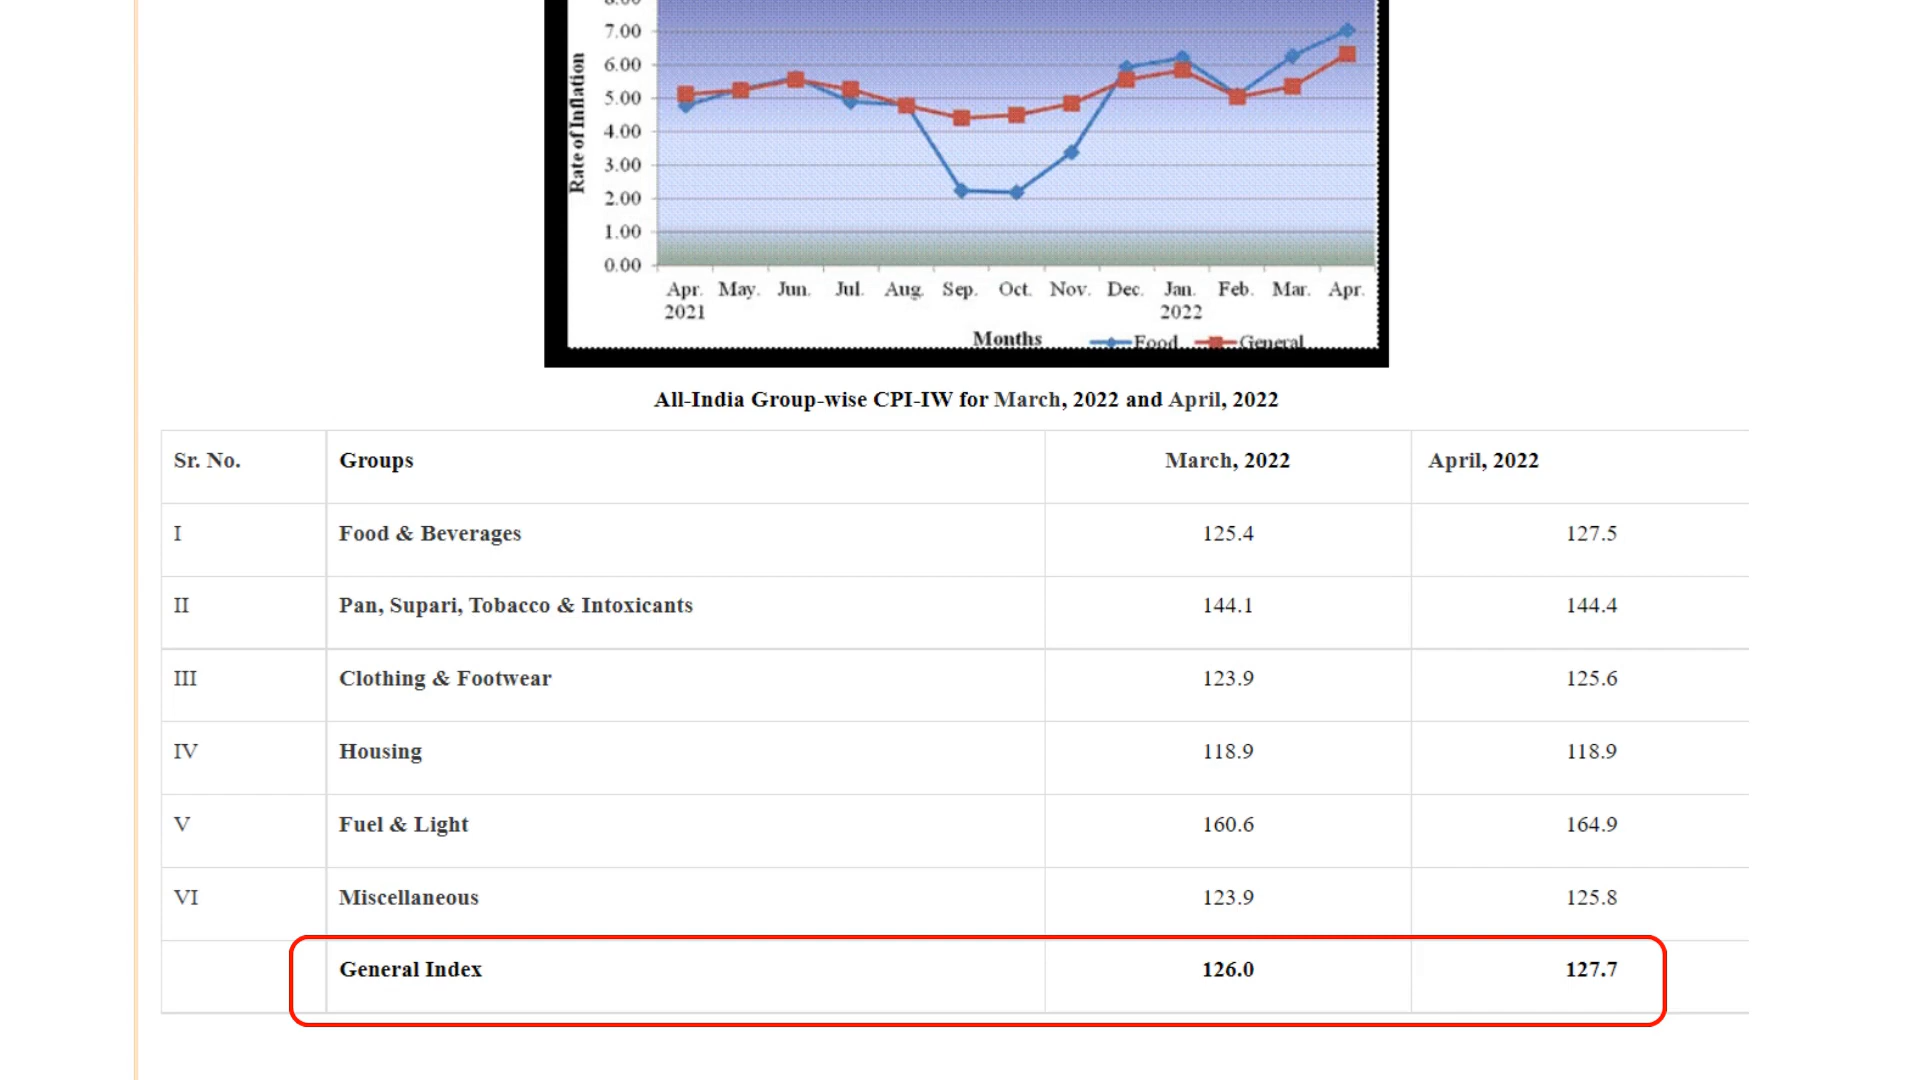 8.00
7.00
6.00
5.00
4.00
3.00
2.00
1.00
0.00
Rate of Inflation
Apr. May. Jun. Jul. Aug. Sep. Oct. Nov. Dec. Jan. Feb. Mar. Apr.
2021 2022
Months Food General
All-India Group-wise CPI-IW for March, 2022 and April, 2022
Sr. No. Groups March, 2022 April, 2022
I Food & Beverages 125.4 127.5
II Pan, Supari, Tobacco & Intoxicants 144.1 144.4
III Clothing & Footwear 123.9 125.6
IV Housing 118.9 118.9
V Fuel & Light 160.6 164.9
VI Miscellaneous 123.9 125.8
General Index 126.0 127.7